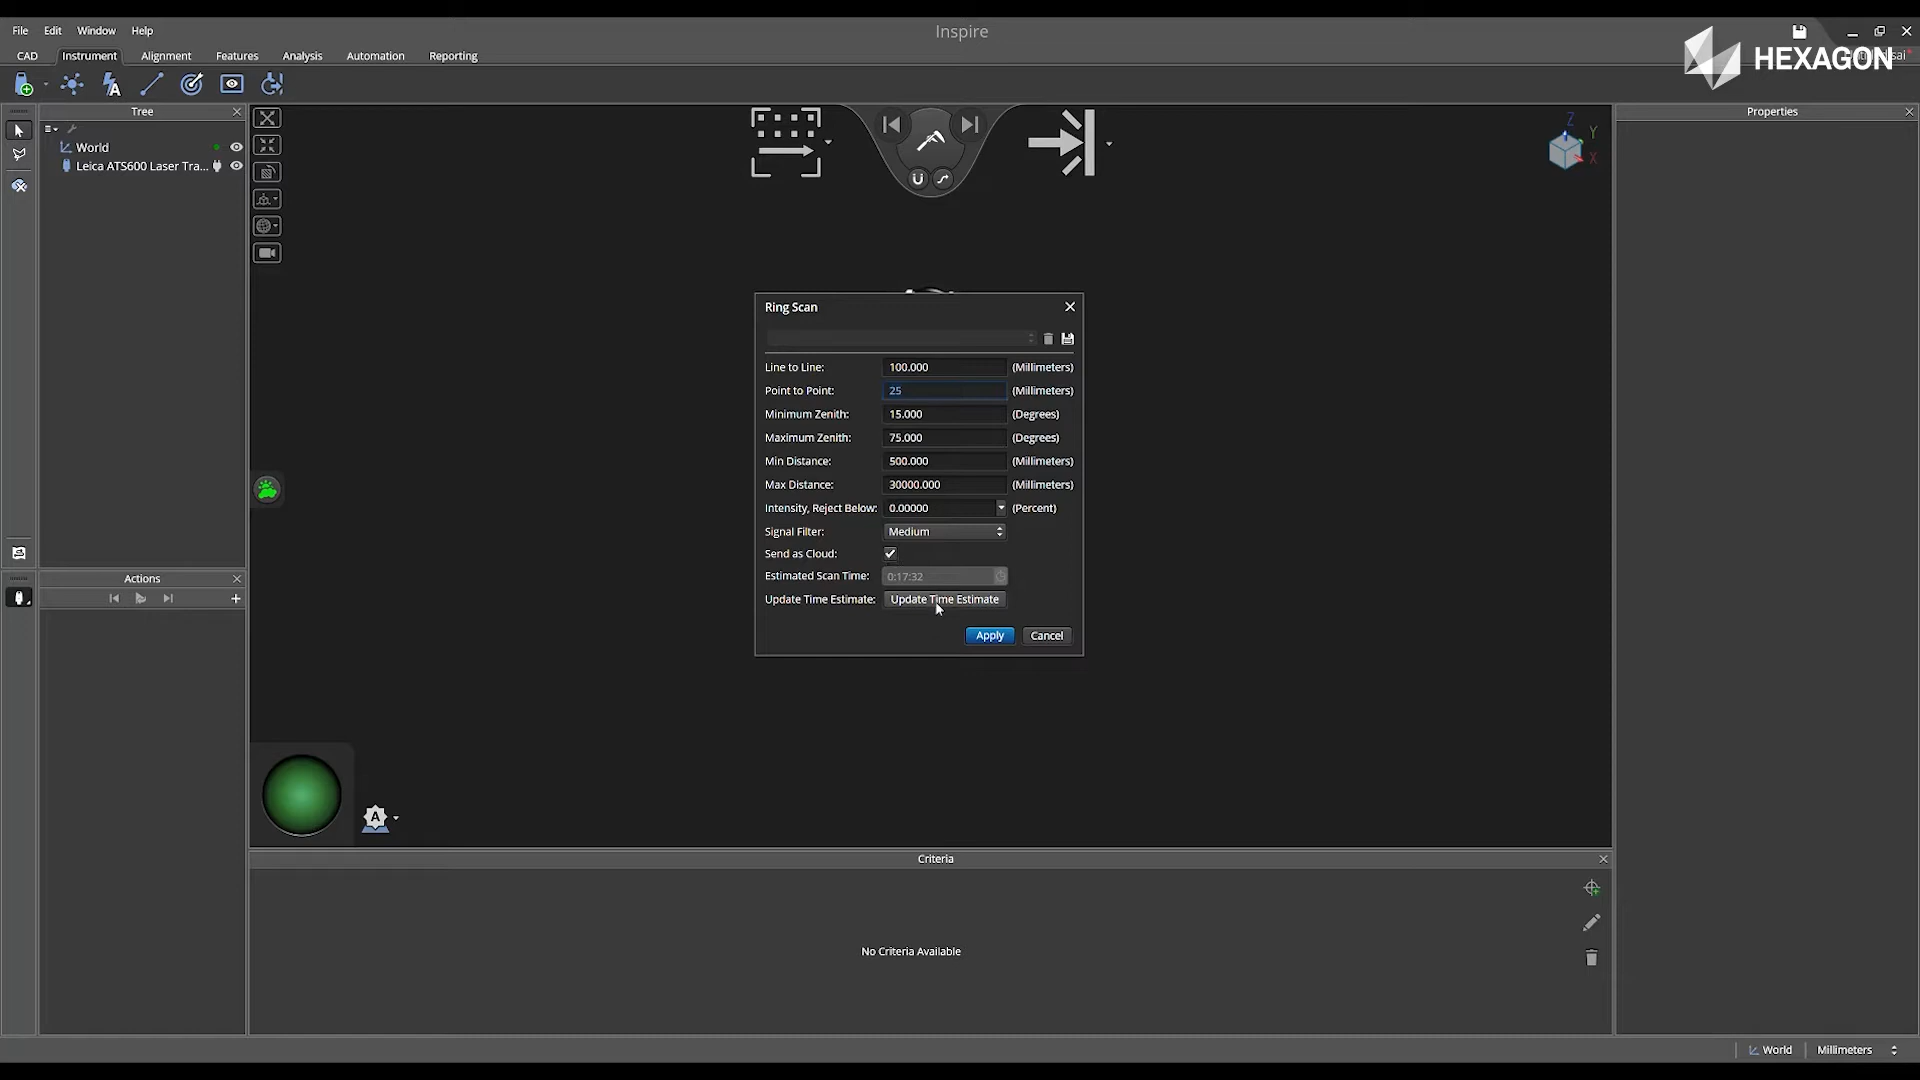 File Edit Window Help
Inspire
HEXAGON
CAD Instrument Alignment Features Analysis Automation Reporting
A
Tree
Properties
World
Leica ATS600 Laser Tra...
Z
Y
X
Ring Scan
Line to Line: 100.000 (Millimeters)
Point to Point: 25 (Millimeters)
Minimum Zenith: 15.000 (Degrees)
Maximum Zenith: 75.000 (Degrees)
Min Distance: 500.000 (Millimeters)
Max Distance: 30000.000 (Millimeters)
Intensity, Reject Below: 0.00000 (Percent)
Signal Filter: Medium
Send as Cloud:
Estimated Scan Time: 0:17:32
Update Time Estimate: Update Time Estimate
Apply Cancel
Actions
A
Criteria
No Criteria Available
World Millimeters